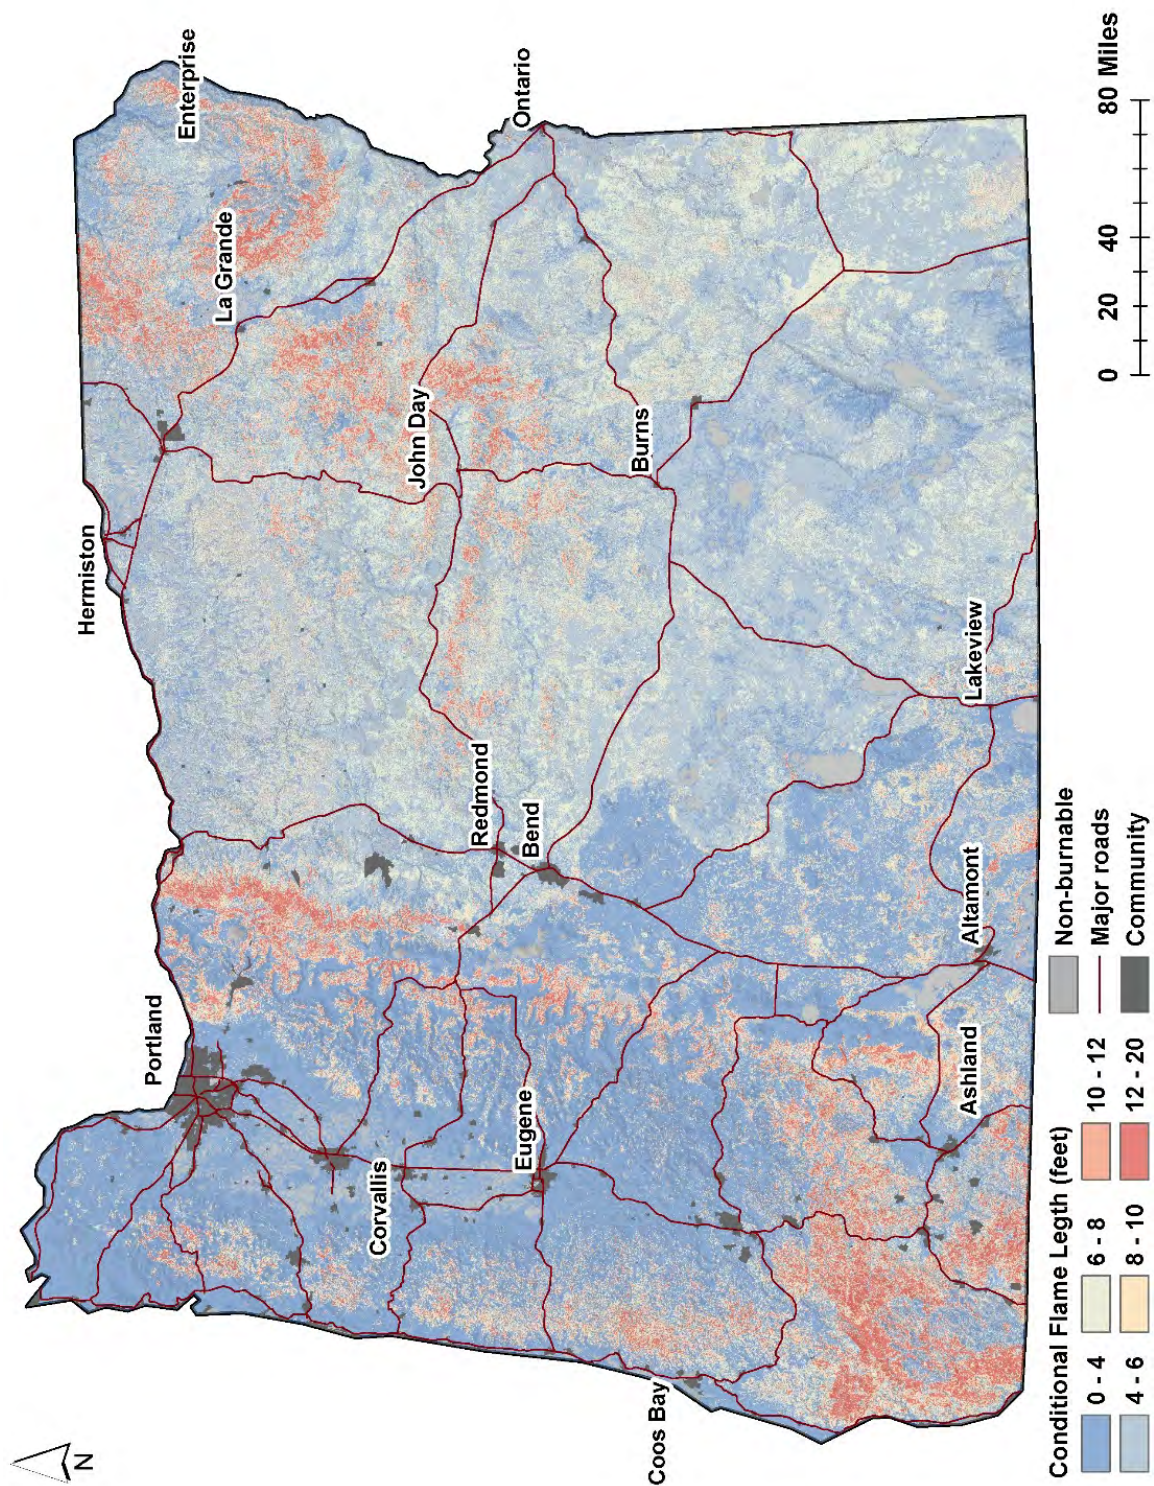 N
Portland
Hermiston
Enterprise
La Grande
Corvallis
Redmond
John Day
Ontario
Eugene
Bend
Coos Bay
Burns
Ashland
Altamont
Lakeview
Conditional Flame Legth (feet)
0 - 4
6 - 8
10 - 12
Non-burnable
4 - 6
8 - 10
12 - 20
Major roads
Community
0 20 40 80 Miles